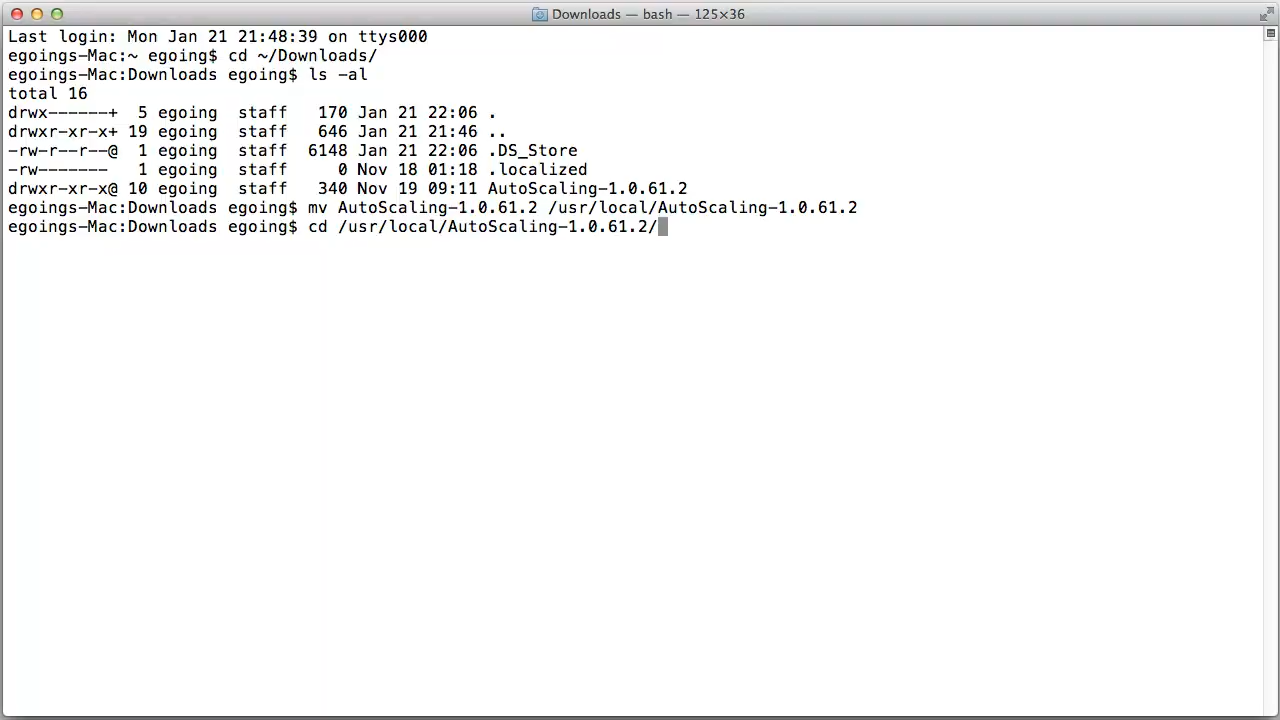 Downloads — bash — 125×36
Last login: Mon Jan 21 21:48:39 on ttys000
egoings-Mac:~ egoing$ cd ~/Downloads/
egoings-Mac:Downloads egoing$ ls -al
total 16
drwx------+  5 egoing  staff   170 Jan 21 22:06 .
drwxr-xr-x+ 19 egoing  staff   646 Jan 21 21:46 ..
-rw-r--r--@  1 egoing  staff  6148 Jan 21 22:06 .DS_Store
-rw-------   1 egoing  staff     0 Nov 18 01:18 .localized
drwxr-xr-x@ 10 egoing  staff   340 Nov 19 09:11 AutoScaling-1.0.61.2
egoings-Mac:Downloads egoing$ mv AutoScaling-1.0.61.2 /usr/local/AutoScaling-1.0.61.2
egoings-Mac:Downloads egoing$ cd /usr/local/AutoScaling-1.0.61.2/